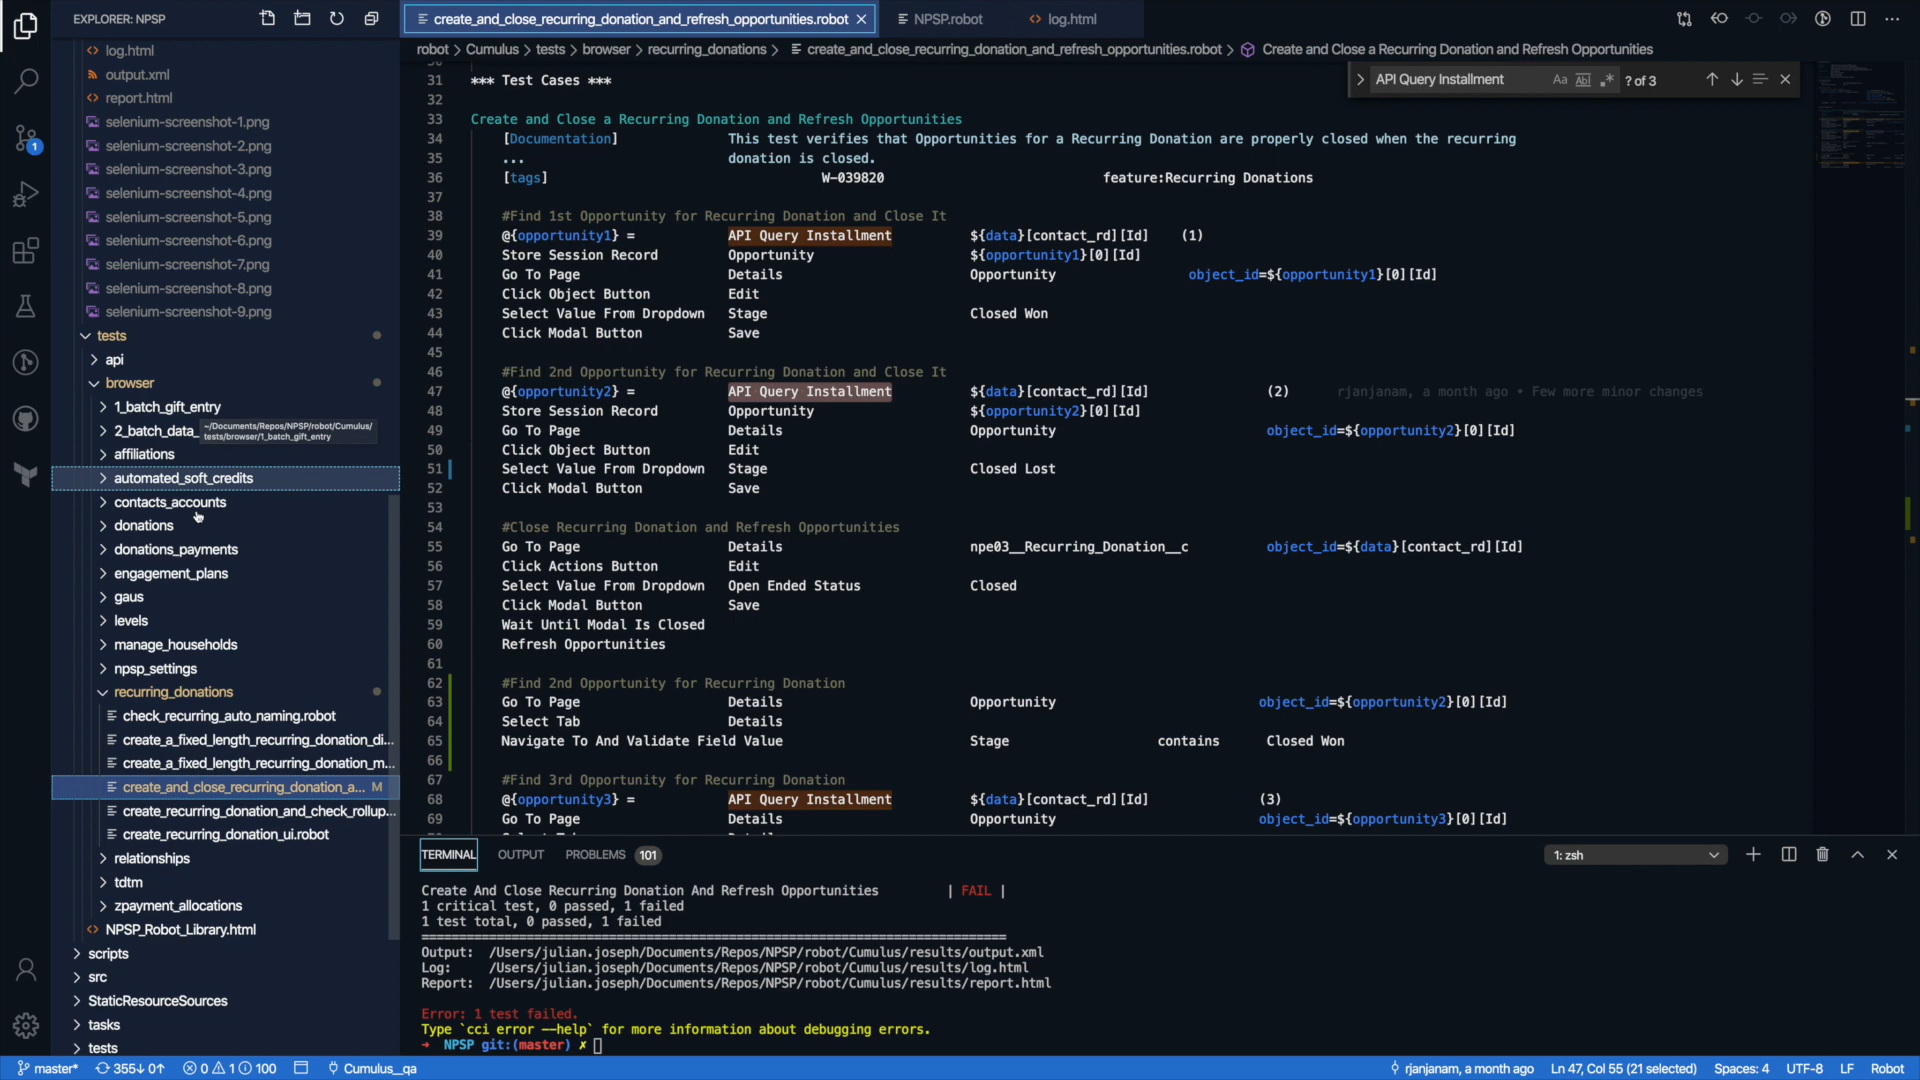 EXPLORER: NPSP
log.html
output.xml
report.html
selenium-screenshot-1.png
selenium-screenshot-2.png
selenium-screenshot-3.png
selenium-screenshot-4.png
selenium-screenshot-5.png
selenium-screenshot-6.png
selenium-screenshot-7.png
selenium-screenshot-8.png
selenium-screenshot-9.png
tests
api
browser
1_batch_gift_entry
2_batch_data_
~/Documents/Repos/NPSP/robot/Cumulus/
tests/browser/1_batch_gift_entry
affiliations
automated_soft_credits
contacts_accounts
donations
donations_payments
engagement_plans
gaus
levels
manage_households
npsp_settings
recurring_donations
check_recurring_auto_naming.robot
create_a_fixed_length_recurring_donation_di...
create_a_fixed_length_recurring_donation_m...
create_and_close_recurring_donation_a... M
create_recurring_donation_and_check_rollup...
create_recurring_donation_ui.robot
relationships
tdtm
zpayment_allocations
NPSP_Robot_Library.html
scripts
src
StaticResourceSources
tasks
tests
1
create_and_close_recurring_donation_and_refresh_opportunities.robot
NPSP.robot
log.html
robot > Cumulus > tests > browser > recurring_donations > create_and_close_recurring_donation_and_refresh_opportunities.robot > Create and Close a Recurring Donation and Refresh Opportunities
API Query Installment Aa Abl .* ? of 3
31 *** Test Cases ***
32
33 Create and Close a Recurring Donation and Refresh Opportunities
34 [Documentation] This test verifies that Opportunities for a Recurring Donation are properly closed when the recurring
35 ... donation is closed.
36 [tags] W-039820 feature:Recurring Donations
37
38 #Find 1st Opportunity for Recurring Donation and Close It
39 @{opportunity1} = API Query Installment ${data}[contact_rd][Id] (1)
40 Store Session Record Opportunity ${opportunity1}[0][Id]
41 Go To Page Details Opportunity object_id=${opportunity1}[0][Id]
42 Click Object Button Edit
43 Select Value From Dropdown Stage Closed Won
44 Click Modal Button Save
45
46 #Find 2nd Opportunity for Recurring Donation and Close It
47 @{opportunity2} = API Query Installment ${data}[contact_rd][Id] (2) rjanjanam, a month ago • Few more minor changes
48 Store Session Record Opportunity ${opportunity2}[0][Id]
49 Go To Page Details Opportunity object_id=${opportunity2}[0][Id]
50 Click Object Button Edit
51 Select Value From Dropdown Stage Closed Lost
52 Click Modal Button Save
53
54 #Close Recurring Donation and Refresh Opportunities
55 Go To Page Details npe03__Recurring_Donation__c object_id=${data}[contact_rd][Id]
56 Click Actions Button Edit
57 Select Value From Dropdown Open Ended Status Closed
58 Click Modal Button Save
59 Wait Until Modal Is Closed
60 Refresh Opportunities
61
62 #Find 2nd Opportunity for Recurring Donation
63 Go To Page Details Opportunity object_id=${opportunity2}[0][Id]
64 Select Tab Details
65 Navigate To And Validate Field Value Stage contains Closed Won
66
67 #Find 3rd Opportunity for Recurring Donation
68 @{opportunity3} = API Query Installment ${data}[contact_rd][Id] (3)
69 Go To Page Details Opportunity object_id=${opportunity3}[0][Id]
TERMINAL OUTPUT PROBLEMS 101 1: zsh
Create And Close Recurring Donation And Refresh Opportunities | FAIL |
1 critical test, 0 passed, 1 failed
1 test total, 0 passed, 1 failed
==============================================================================
Output: /Users/julian.joseph/Documents/Repos/NPSP/robot/Cumulus/results/output.xml
Log: /Users/julian.joseph/Documents/Repos/NPSP/robot/Cumulus/results/log.html
Report: /Users/julian.joseph/Documents/Repos/NPSP/robot/Cumulus/results/report.html
Error: 1 test failed.
Type `cci error --help` for more information about debugging errors.
→ NPSP git:(master) ✗
master* 355↓ 0↑ 0 1 100 Cumulus__qa rjanjanam, a month ago Ln 47, Col 55 (21 selected) Spaces: 4 UTF-8 LF Robot